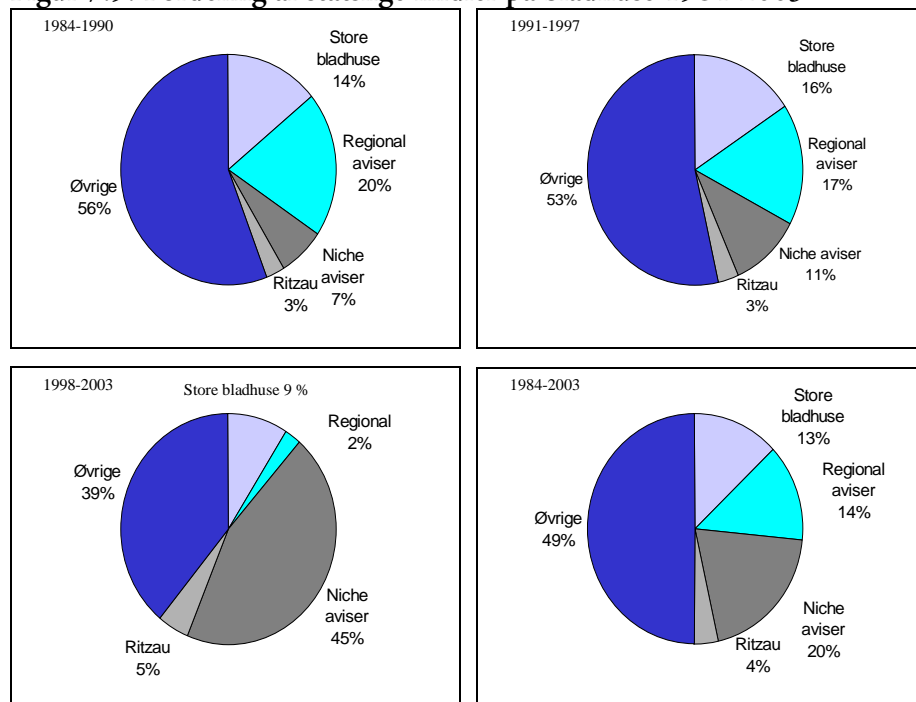 1984-1990
Store
bladhuse
14%
Regional
aviser
20%
Niche
aviser
7%
Ritzau
3%
Øvrige
56%
1991-1997
Store
bladhuse
16%
Regional
aviser
17%
Niche aviser
11%
Ritzau
3%
Øvrige
53%
1998-2003
Store bladhuse 9 %
Regional
2%
Niche
aviser
45%
Ritzau
5%
Øvrige
39%
1984-2003
Store
bladhuse
13%
Regional
aviser
14%
Niche
aviser
20%
Ritzau
4%
Øvrige
49%